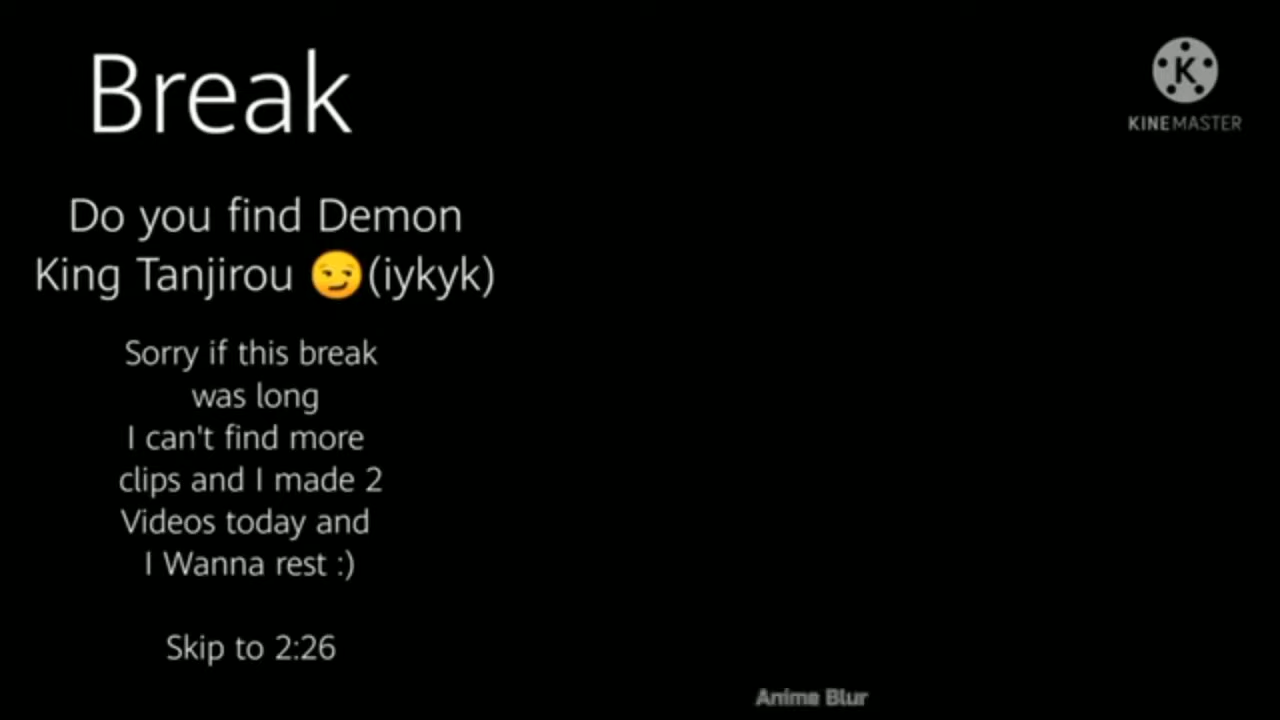 Break
KINEMASTER
Do you find Demon
King Tanjirou 😏(iykyk)
Sorry if this break
was long
I can't find more
clips and I made 2
Videos today and
I Wanna rest :)
Skip to 2:26
Anime Blur